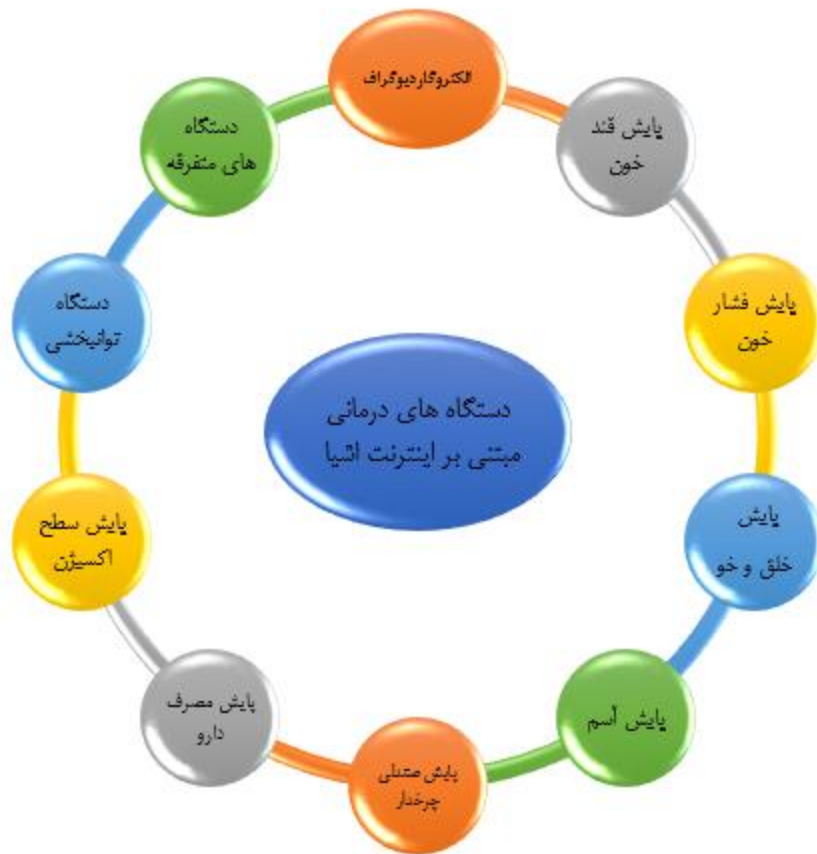 الکتروگاردیوگراف
پایش قند
خون
پایش فشار
خون
پایش
خلق و خو
پایش آسم
پایش صندلی
چرخدار
پایش مصرف
دارو
پایش سطح
اکسیژن
دستگاه
توانبخشی
دستگاه
های متفرقه
دستگاه های درمانی
مبتنی بر اینترنت اشیا